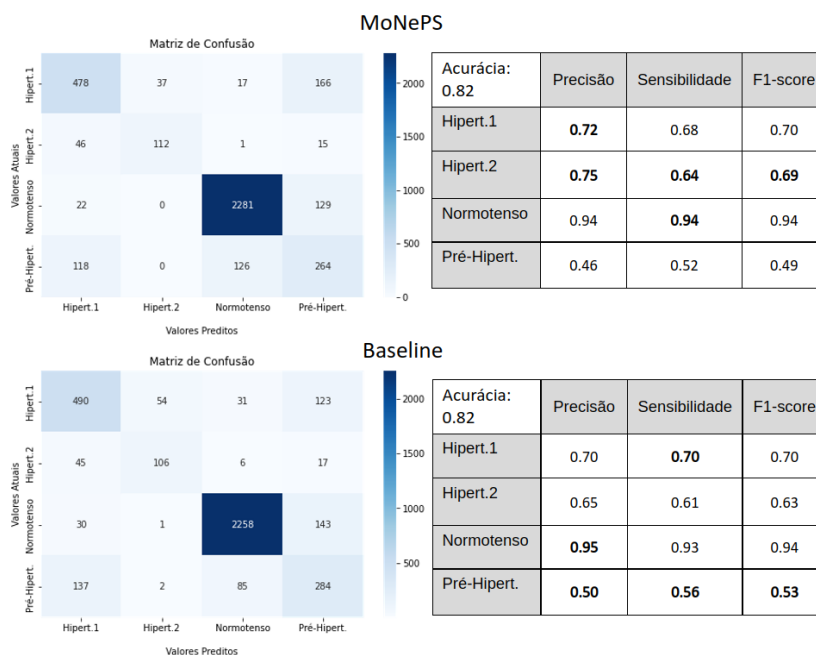 MoNePS
Matriz de Confusão
Valores Atuais
Hipert.1 478 37 17 166
Hipert.2 46 112 1 15
Normotenso 22 0 2281 129
Pré-Hipert. 118 0 126 264
Hipert.1 Hipert.2 Normotenso Pré-Hipert.
Valores Preditos
2000
1500
1000
500
0
Acurácia: 0.82 Precisão Sensibilidade F1-score
Hipert.1 0.72 0.68 0.70
Hipert.2 0.75 0.64 0.69
Normotenso 0.94 0.94 0.94
Pré-Hipert. 0.46 0.52 0.49
Baseline
Matriz de Confusão
Valores Atuais
Hipert.1 490 54 31 123
Hipert.2 45 106 6 17
Normotenso 30 1 2258 143
Pré-Hipert. 137 2 85 284
Hipert.1 Hipert.2 Normotenso Pré-Hipert.
Valores Preditos
2000
1500
1000
500
Acurácia: 0.82 Precisão Sensibilidade F1-score
Hipert.1 0.70 0.70 0.70
Hipert.2 0.65 0.61 0.63
Normotenso 0.95 0.93 0.94
Pré-Hipert. 0.50 0.56 0.53